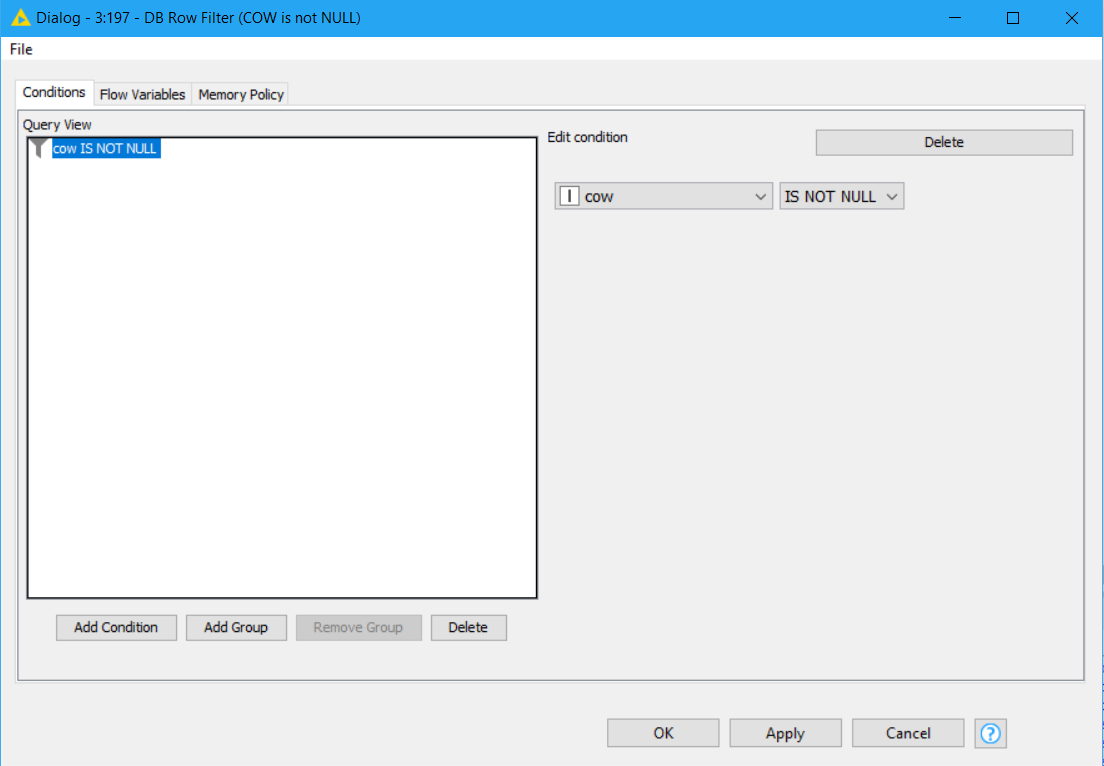 Dialog - 3:197 - DB Row Filter (COW is not NULL)
File
Conditions Flow Variables Memory Policy
Query View
cow IS NOT NULL
Edit condition
Delete
I cow IS NOT NULL
Add Condition Add Group Remove Group Delete
OK Apply Cancel ?